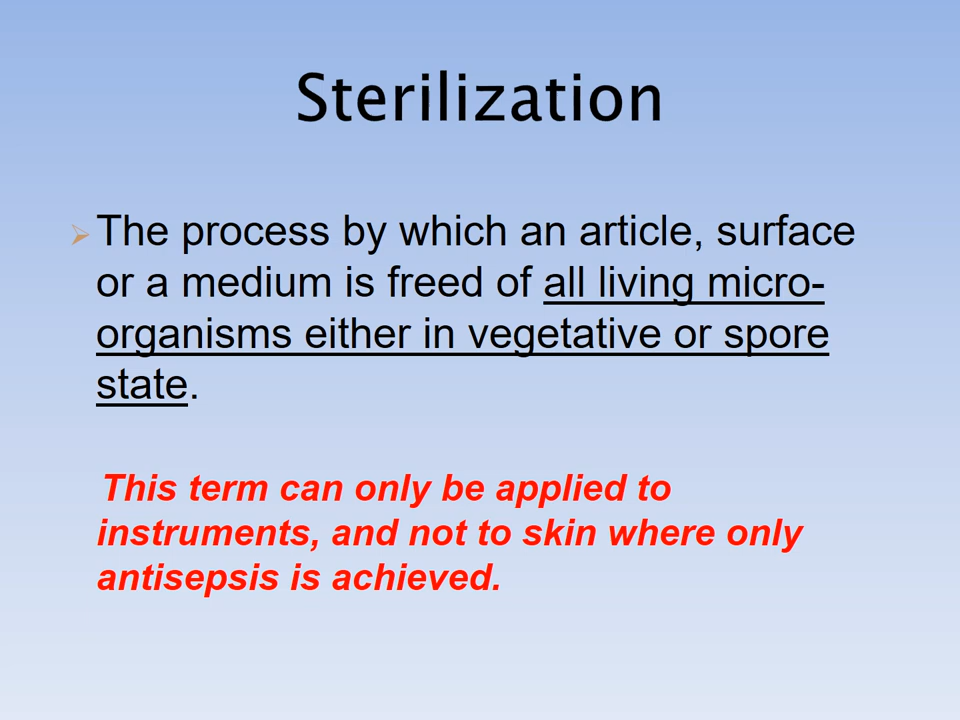 Sterilization
The process by which an article, surface
or a medium is freed of all living micro-
organisms either in vegetative or spore
state.
This term can only be applied to
instruments, and not to skin where only
antisepsis is achieved.